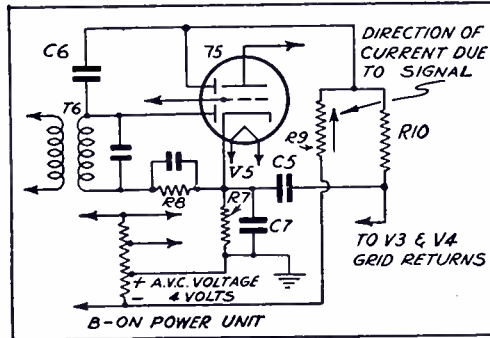 C6
75
DIRECTION OF
CURRENT DUE
TO SIGNAL
T6
R9
R10
V5
C5
R8
R7
C7
TO V3 & V4
GRID RETURNS
+ A.V.C. VOLTAGE
- 4 VOLTS
B-ON POWER UNIT